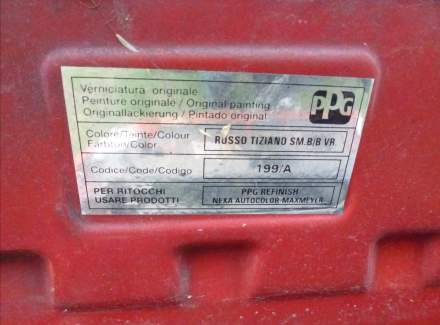 Verniciatura originale
Peinture originale / Original painting
Originallackierung / Pintado original
PPG
Colore/Teinte/Colour
Farbton/Color
ROSSO TIZIANO SM.B/B VR
Codice/Code/Codigo
199/A
PER RITOCCHI
USARE PRODOTTI
PPG REFINISH
NEXA AUTOCOLOR-MAXMEYER